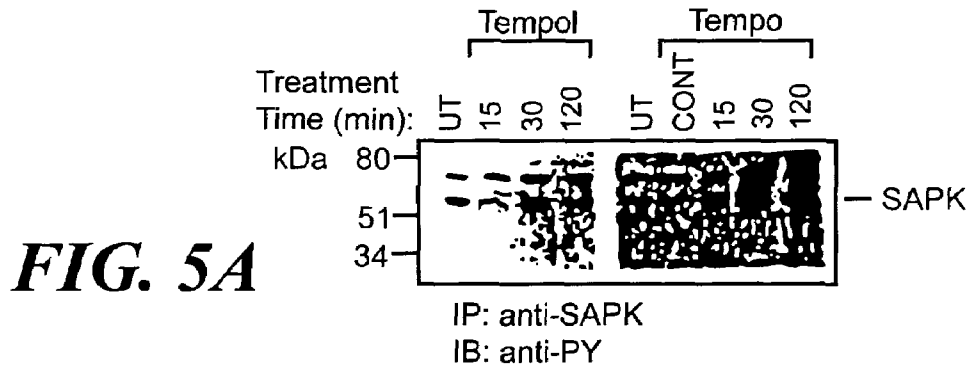 Tempol Tempo
Treatment
Time (min): UT 15 30 120 UT CONT 15 30 120
kDa 80
SAPK
51
34
FIG. 5A
IP: anti-SAPK
IB: anti-PY